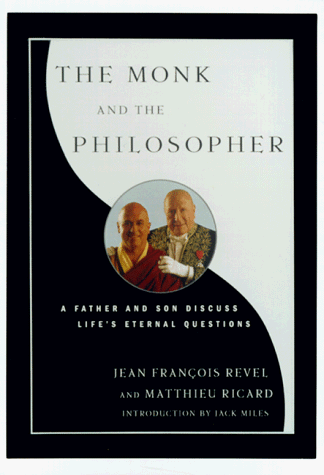 THE MONK
AND THE
PHILOSOPHER
A FATHER AND SON DISCUSS
LIFE'S ETERNAL QUESTIONS
JEAN FRANÇOIS REVEL
AND MATTHIEU RICARD
INTRODUCTION BY JACK MILES